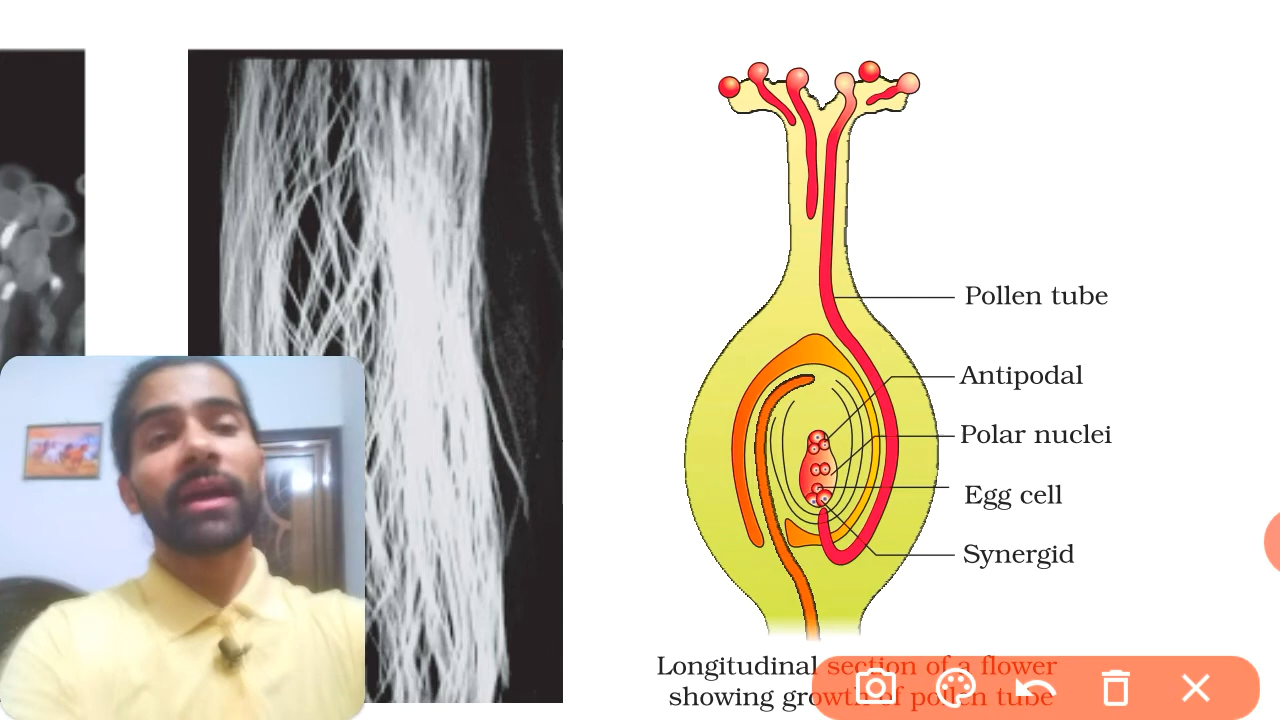 Pollen tube
Antipodal
Polar nuclei
Egg cell
Synergid
Longitudinal section of a flower
showing growth of pollen tube